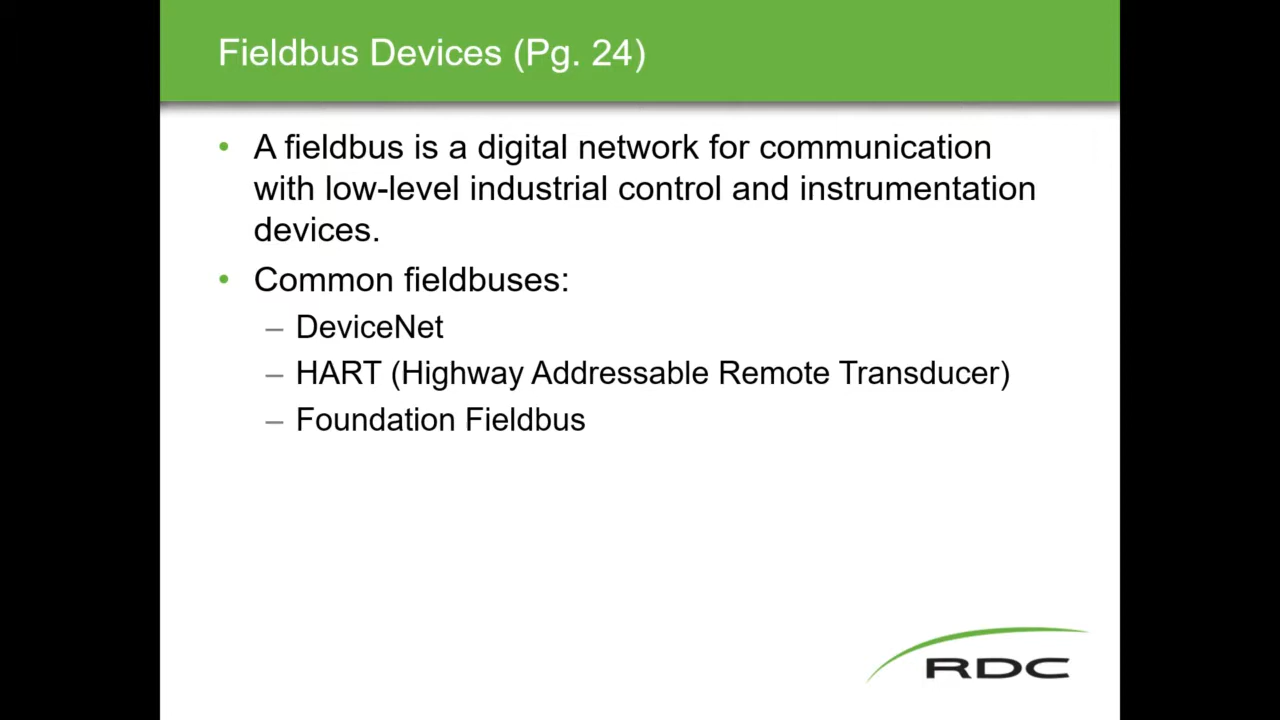 Fieldbus Devices (Pg. 24)
• A fieldbus is a digital network for communication
with low-level industrial control and instrumentation
devices.
• Common fieldbuses:
– DeviceNet
– HART (Highway Addressable Remote Transducer)
– Foundation Fieldbus
RDC